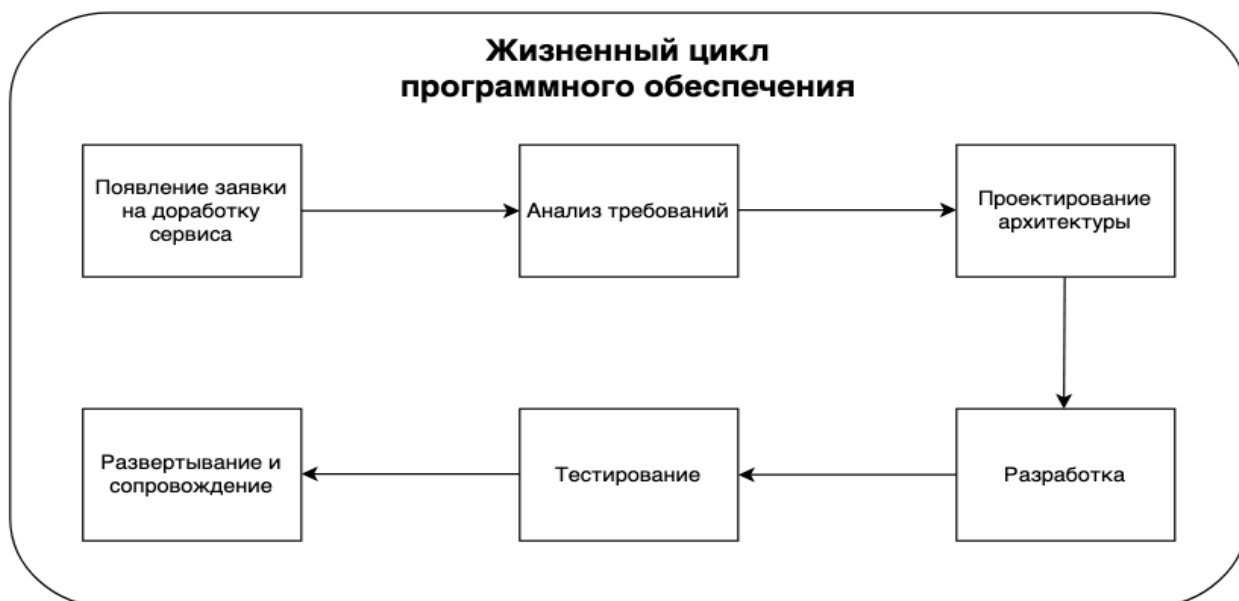 Жизненный цикл
программного обеспечения
Появление заявки
на доработку
сервиса
Анализ требований
Проектирование
архитектуры
Разработка
Тестирование
Развертывание и
сопровождение